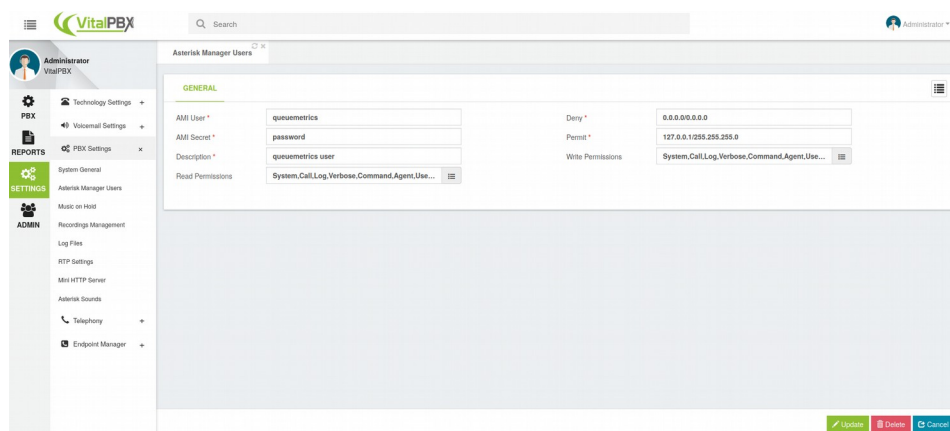 VitalPBX
Search
Administrator
Administrator
VitalPBX
Asterisk Manager Users
PBX
REPORTS
SETTINGS
ADMIN
Technology Settings +
Voicemail Settings +
PBX Settings ×
System General
Asterisk Manager Users
Music on Hold
Recordings Management
Log Files
RTP Settings
Mini HTTP Server
Asterisk Sounds
Telephony +
Endpoint Manager +
GENERAL
AMI User * queuemetrics
Deny * 0.0.0.0/0.0.0.0
AMI Secret * password
Permit * 127.0.0.1/255.255.255.0
Description * queuemetrics user
Write Permissions System,Call,Log,Verbose,Command,Agent,Use...
Read Permissions System,Call,Log,Verbose,Command,Agent,Use...
Update Delete Cancel